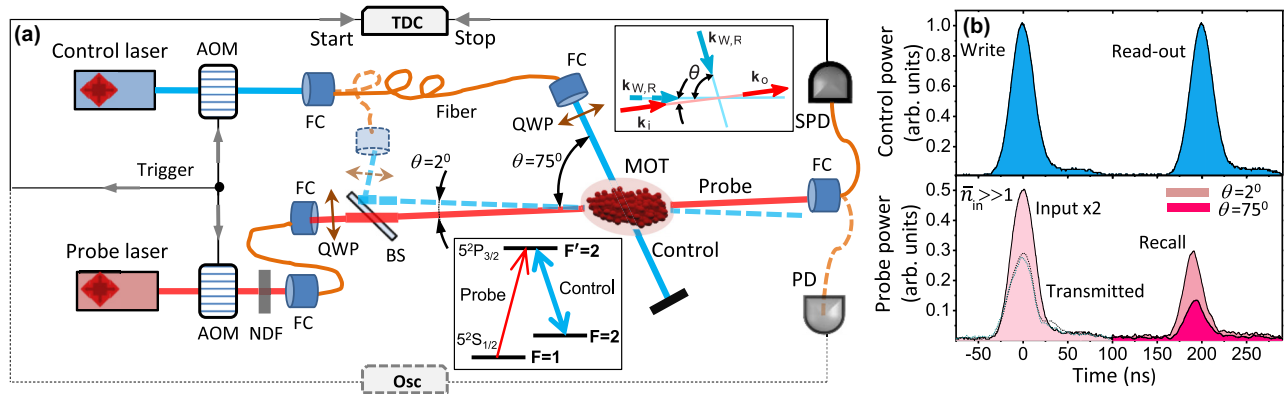 (a)
Control laser
AOM
FC
Start
TDC
Stop
Fiber
FC
QWP
k_W,R
θ
k_W,R
k_i
k_o
SPD
Trigger
θ=2⁰
θ=75⁰
MOT
Probe
FC
FC
QWP
BS
Control
PD
Probe laser
AOM
NDF
FC
5²P₃/₂
F′=2
Probe
Control
5²S₁/₂
F=2
F=1
Osc
(b)
Control power
(arb. units)
1.0
0.8
0.6
0.4
0.2
0
Write
Read-out
Probe power
(arb. units)
0.5
0.4
0.3
0.2
0.1
0
n̄_in>>1
θ=2⁰
θ=75⁰
Input x2
Recall
Transmitted
-50 0 50 100 150 200 250
Time (ns)